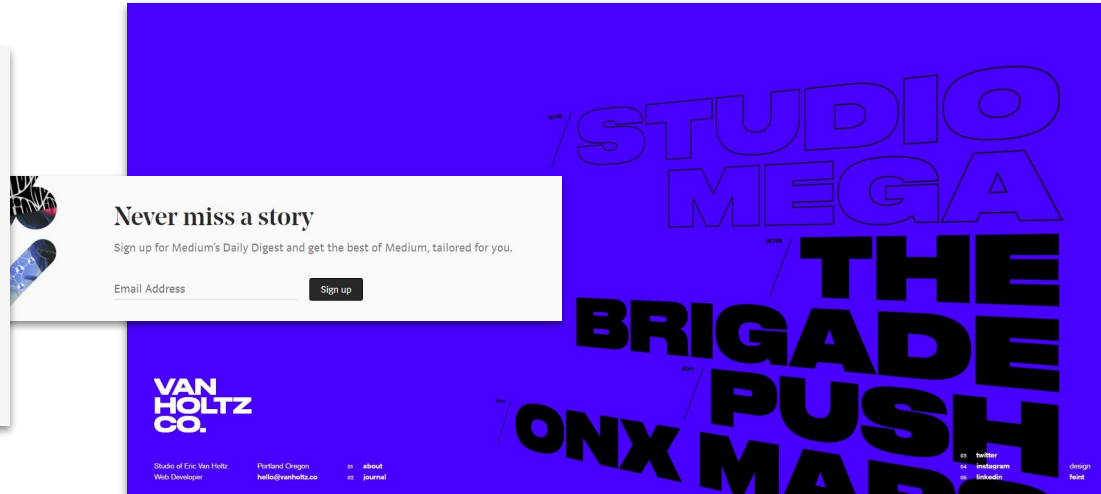 STUDIO
MEGA
THE
BRIGADE
PUSH
ONX
Never miss a story
Sign up for Medium's Daily Digest and get the best of Medium, tailored for you.
Email Address
Sign up
VAN
HOLTZ
CO.
Studio of Eric Van Holtz
Web Developer
Portland Oregon
hello@vanholtz.co
01 about
02 journal
03 twitter
04 instagram
05 linkedin
design
feint